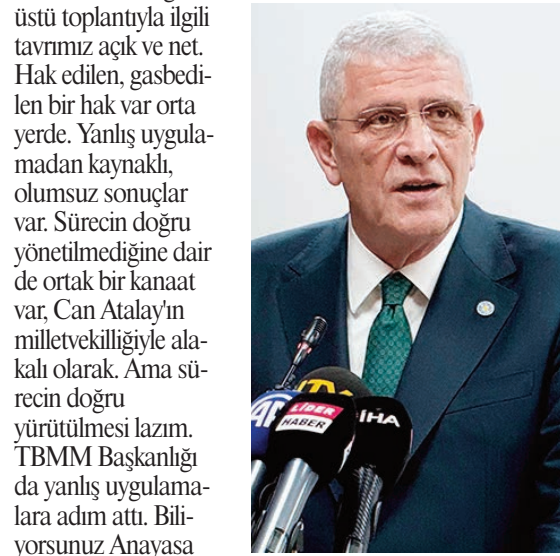 üstü toplantıyla ilgili
tavrımız açık ve net.
Hak edilen, gasbedi-
len bir hak var orta
yerde. Yanlış uygula-
madan kaynaklı,
olumsuz sonuçlar
var. Sürecin doğru
yönetilmediğine dair
de ortak bir kanaat
var, Can Atalay'ın
milletvekilliğiyle ala-
kalı olarak. Ama sü-
recin doğru
yürütülmesi lazım.
TBMM Başkanlığı
da yanlış uygulama-
lara adım attı. Bili-
yorsunuz Anayasa
LİDER
HABER
İHA